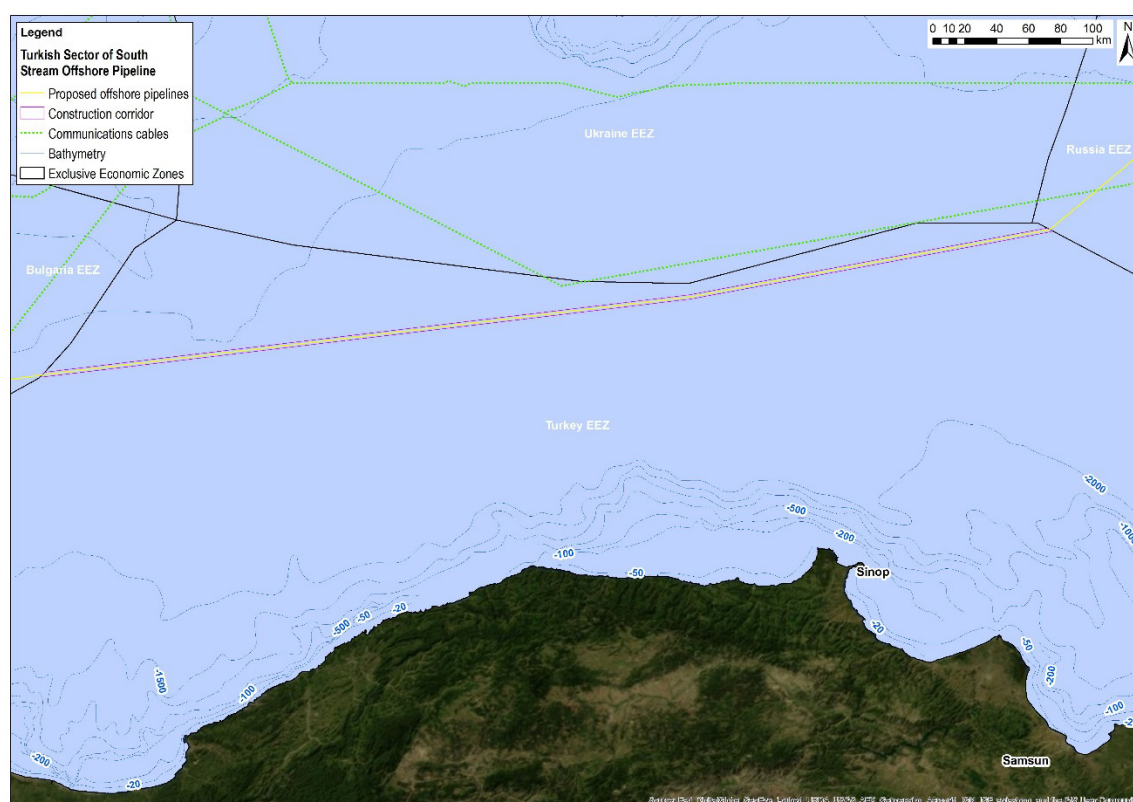 Legend
Turkish Sector of South
Stream Offshore Pipeline
Proposed offshore pipelines
Construction corridor
Communications cables
Bathymetry
Exclusive Economic Zones
0 10 20 40 60 80 100
km
N
Ukraine EEZ
Russia EEZ
Bulgaria EEZ
Turkey EEZ
-2000
-500
-200
-1000
-100
-50
Sinop
-20
-20
-50
-500
-50
-200
-1500
-100
-100
-200
-20
Samsun